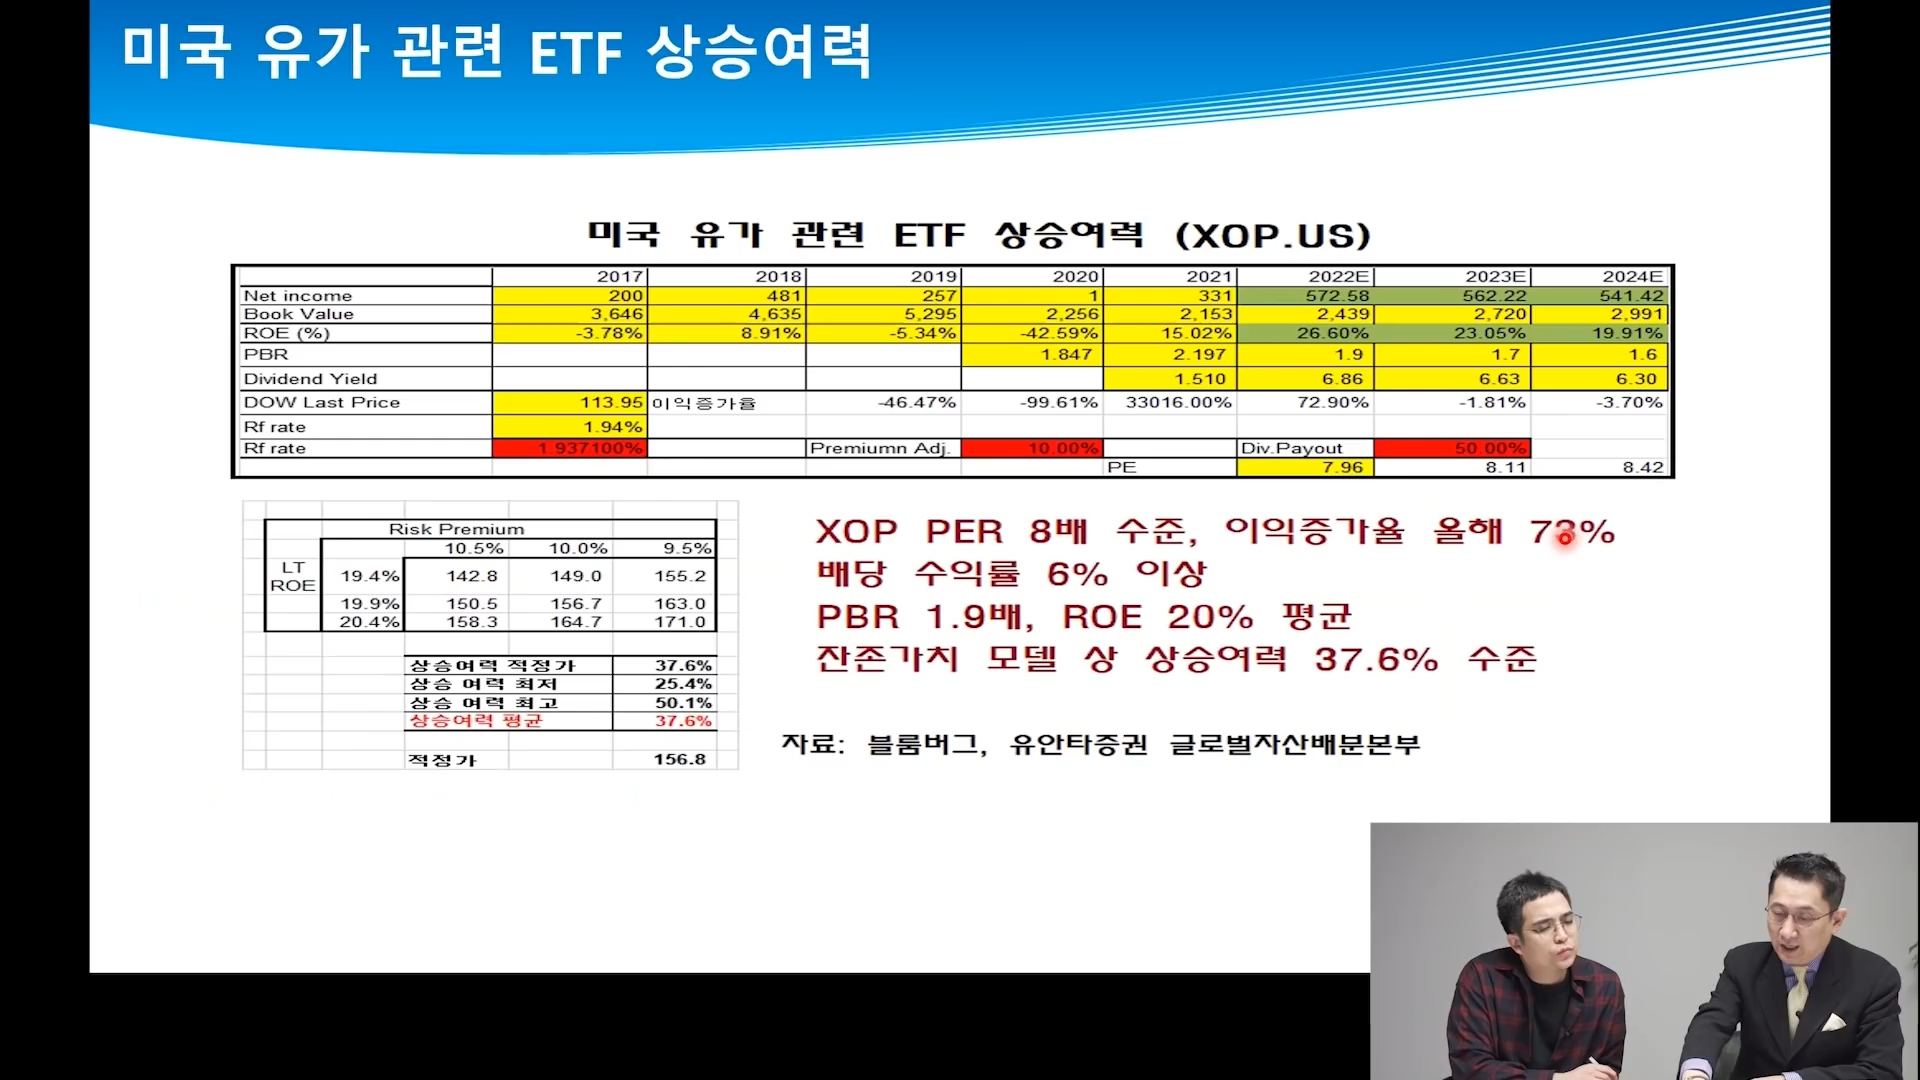 미국 유가 관련 ETF 상승여력
미국 유가 관련 ETF 상승여력 (XOP.US)
2017 2018 2019 2020 2021 2022E 2023E 2024E
Net income 200 481 257 1 331 572.58 562.22 541.42
Book Value 3,646 4,635 5,295 2,256 2,153 2,439 2,720 2,991
ROE (%) -3.78% 8.91% -5.34% -42.59% 15.02% 26.60% 23.05% 19.91%
PBR 1.847 2.197 1.9 1.7 1.6
Dividend Yield 1.510 6.86 6.63 6.30
DOW Last Price 113.95 이익증가율 -46.47% -99.61% 33016.00% 72.90% -1.81% -3.70%
Rf rate 1.94%
Rf rate 1.937100% Premiumn Adj. 10.00% Div.Payout 50.00%
PE 7.96 8.11 8.42
Risk Premium
10.5% 10.0% 9.5%
LT ROE 19.4% 142.8 149.0 155.2
19.9% 150.5 156.7 163.0
20.4% 158.3 164.7 171.0
상승여력 적정가 37.6%
상승 여력 최저 25.4%
상승 여력 최고 50.1%
상승여력 평균 37.6%
적정가 156.8
XOP PER 8배 수준, 이익증가율 올해 73%
배당 수익률 6% 이상
PBR 1.9배, ROE 20% 평균
잔존가치 모델 상 상승여력 37.6% 수준
자료: 블룸버그, 유안타증권 글로벌자산배분본부